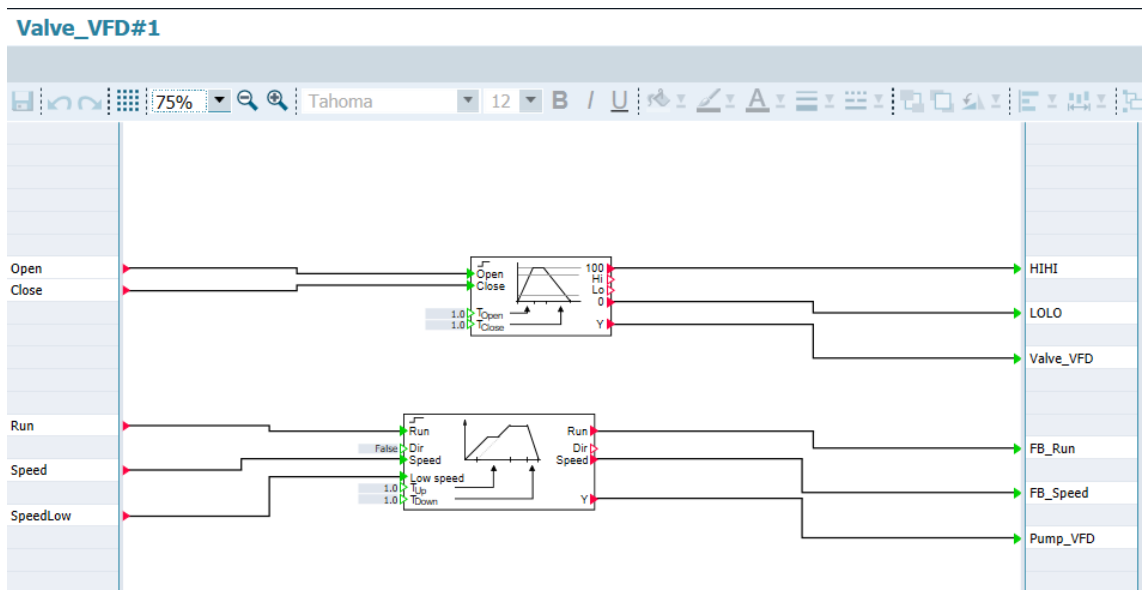 Valve_VFD#1
75%
Tahoma
12
B I U
A
Open
Close
Open
Close
100
Hi
Lo
0
HIHI
LOLO
1.0 TOpen
1.0 TClose
Y
Valve_VFD
Run
Run
Run
False Dir
Dir
FB_Run
Speed
Speed
Speed
Low speed
1.0 TUp
1.0 TDown
Y
FB_Speed
SpeedLow
Pump_VFD